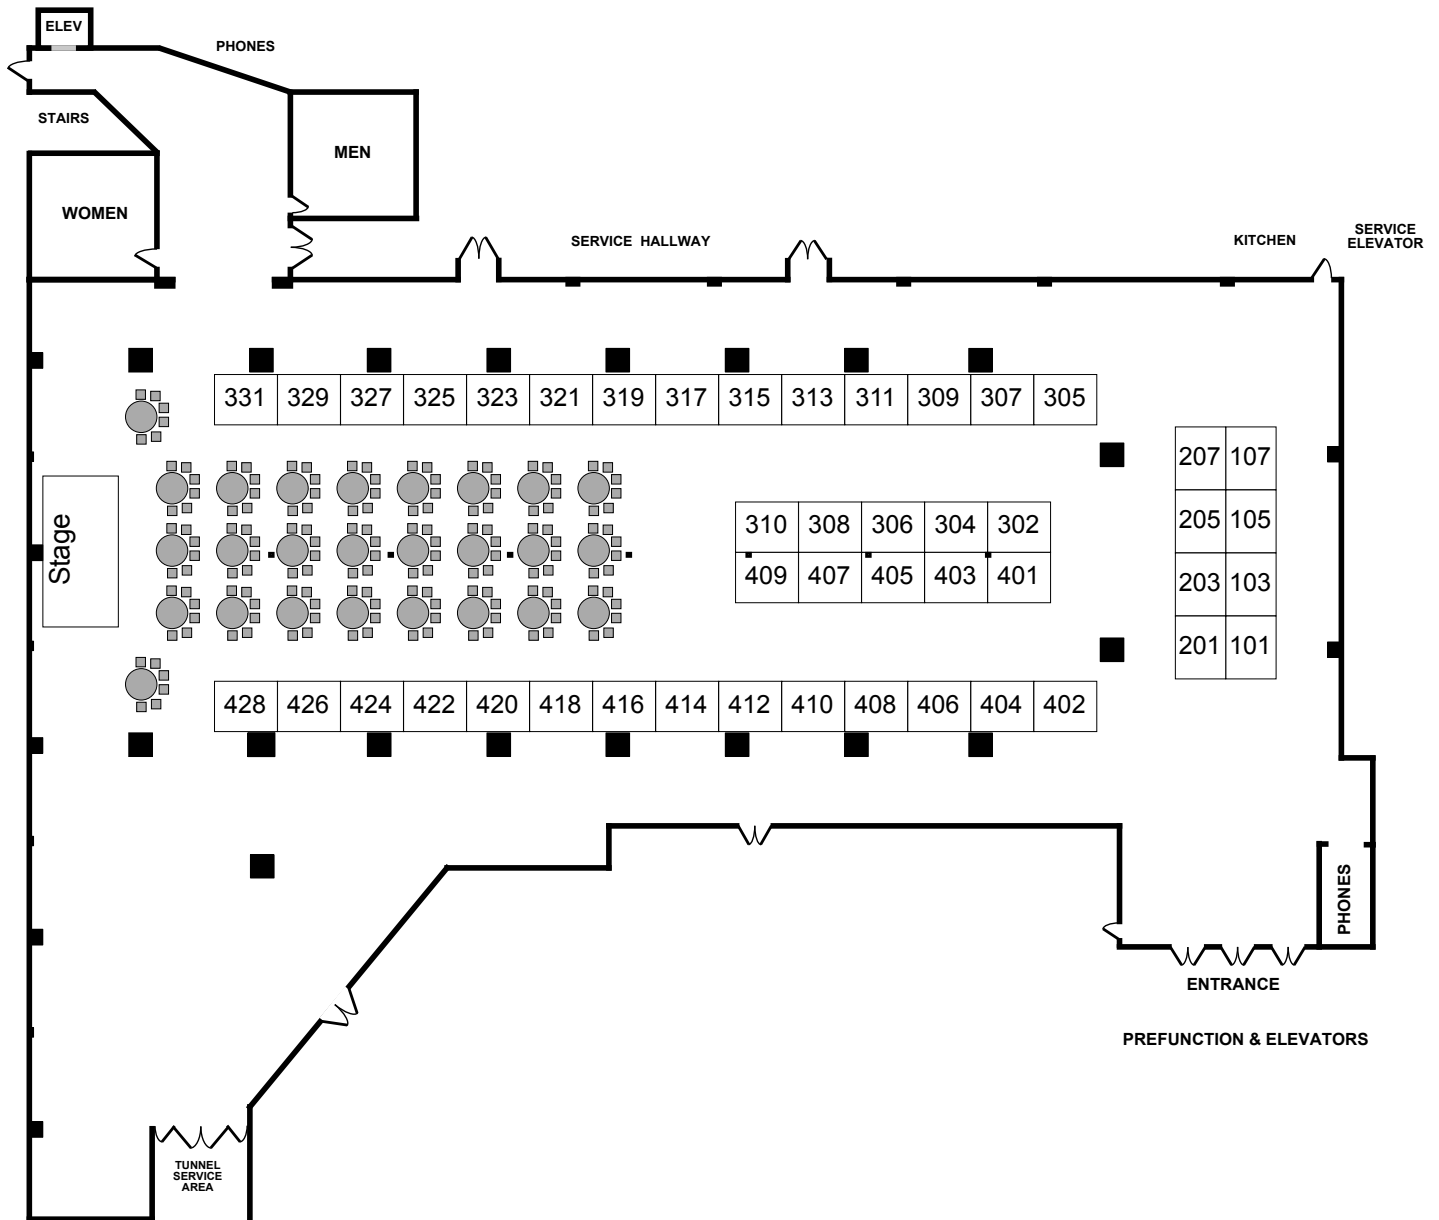 ELEV
PHONES
STAIRS
MEN
WOMEN
SERVICE HALLWAY
KITCHEN
SERVICE
ELEVATOR
331 329 327 325 323 321 319 317 315 313 311 309 307 305
207 107
205 105
203 103
201 101
310 308 306 304 302
409 407 405 403 401
Stage
428 426 424 422 420 418 416 414 412 410 408 406 404 402
PHONES
ENTRANCE
PREFUNCTION & ELEVATORS
TUNNEL
SERVICE
AREA